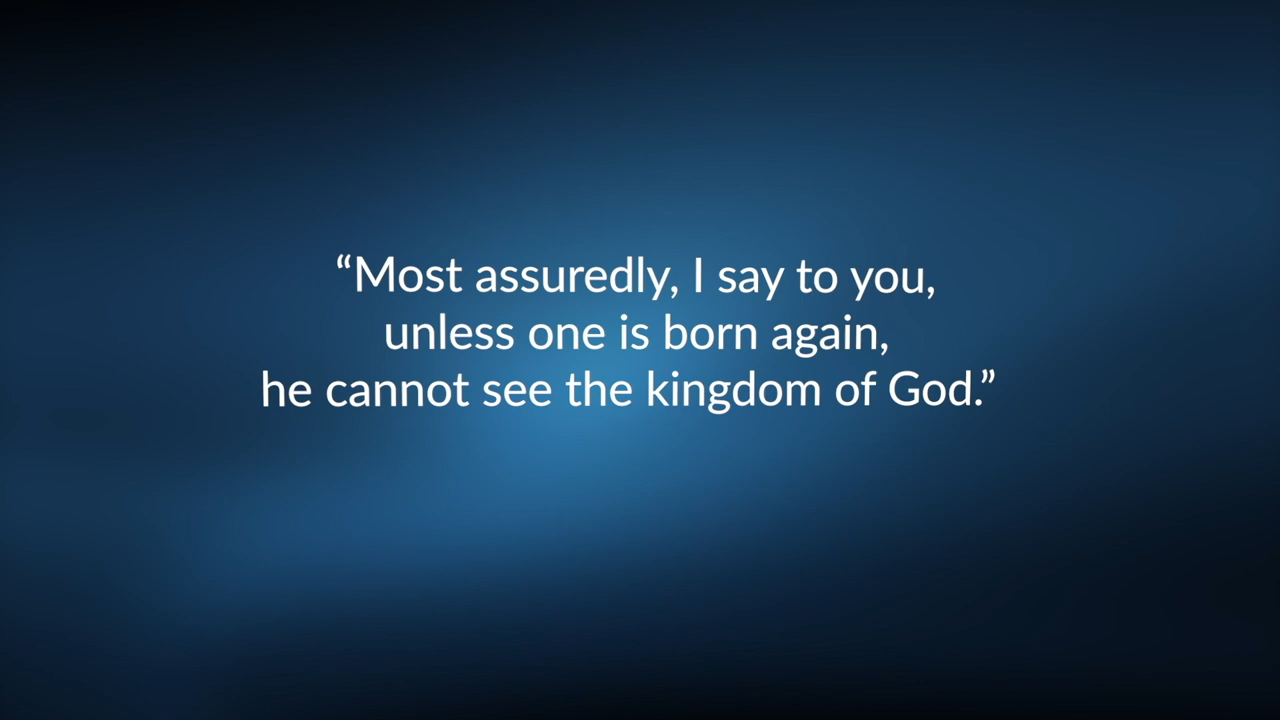 “Most assuredly, I say to you,
unless one is born again,
he cannot see the kingdom of God.”